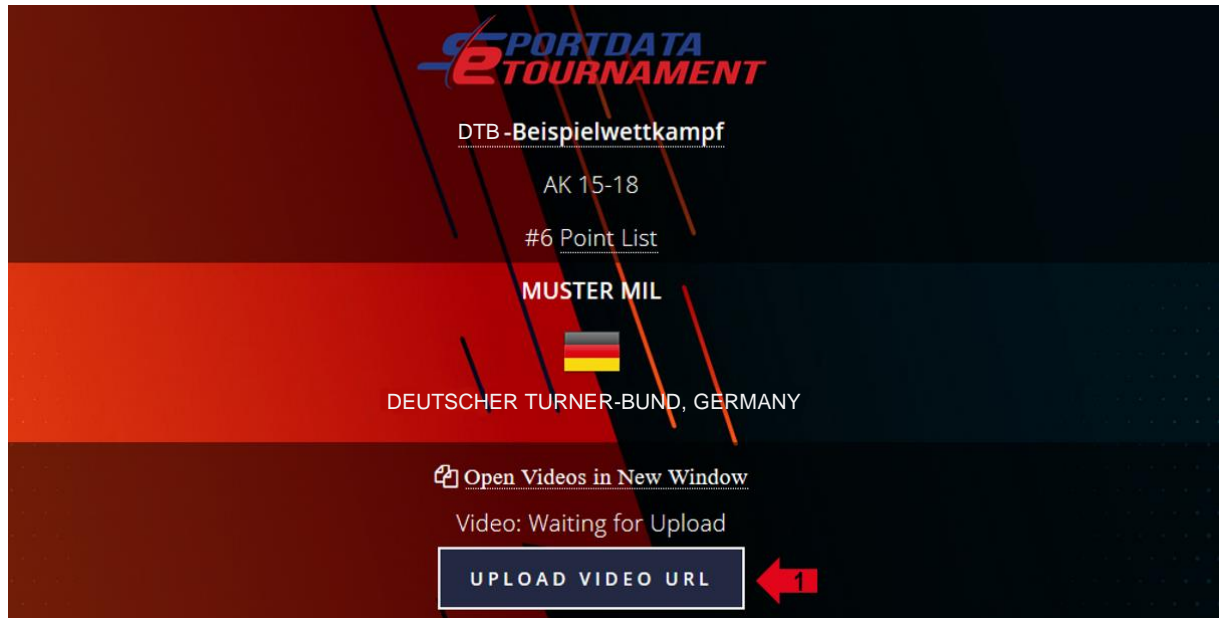 SPORTDATA
eTOURNAMENT
DTB-Beispielwettkampf
AK 15-18
#6 Point List
MUSTER MIL
DEUTSCHER TURNER-BUND, GERMANY
Open Videos in New Window
Video: Waiting for Upload
UPLOAD VIDEO URL
1